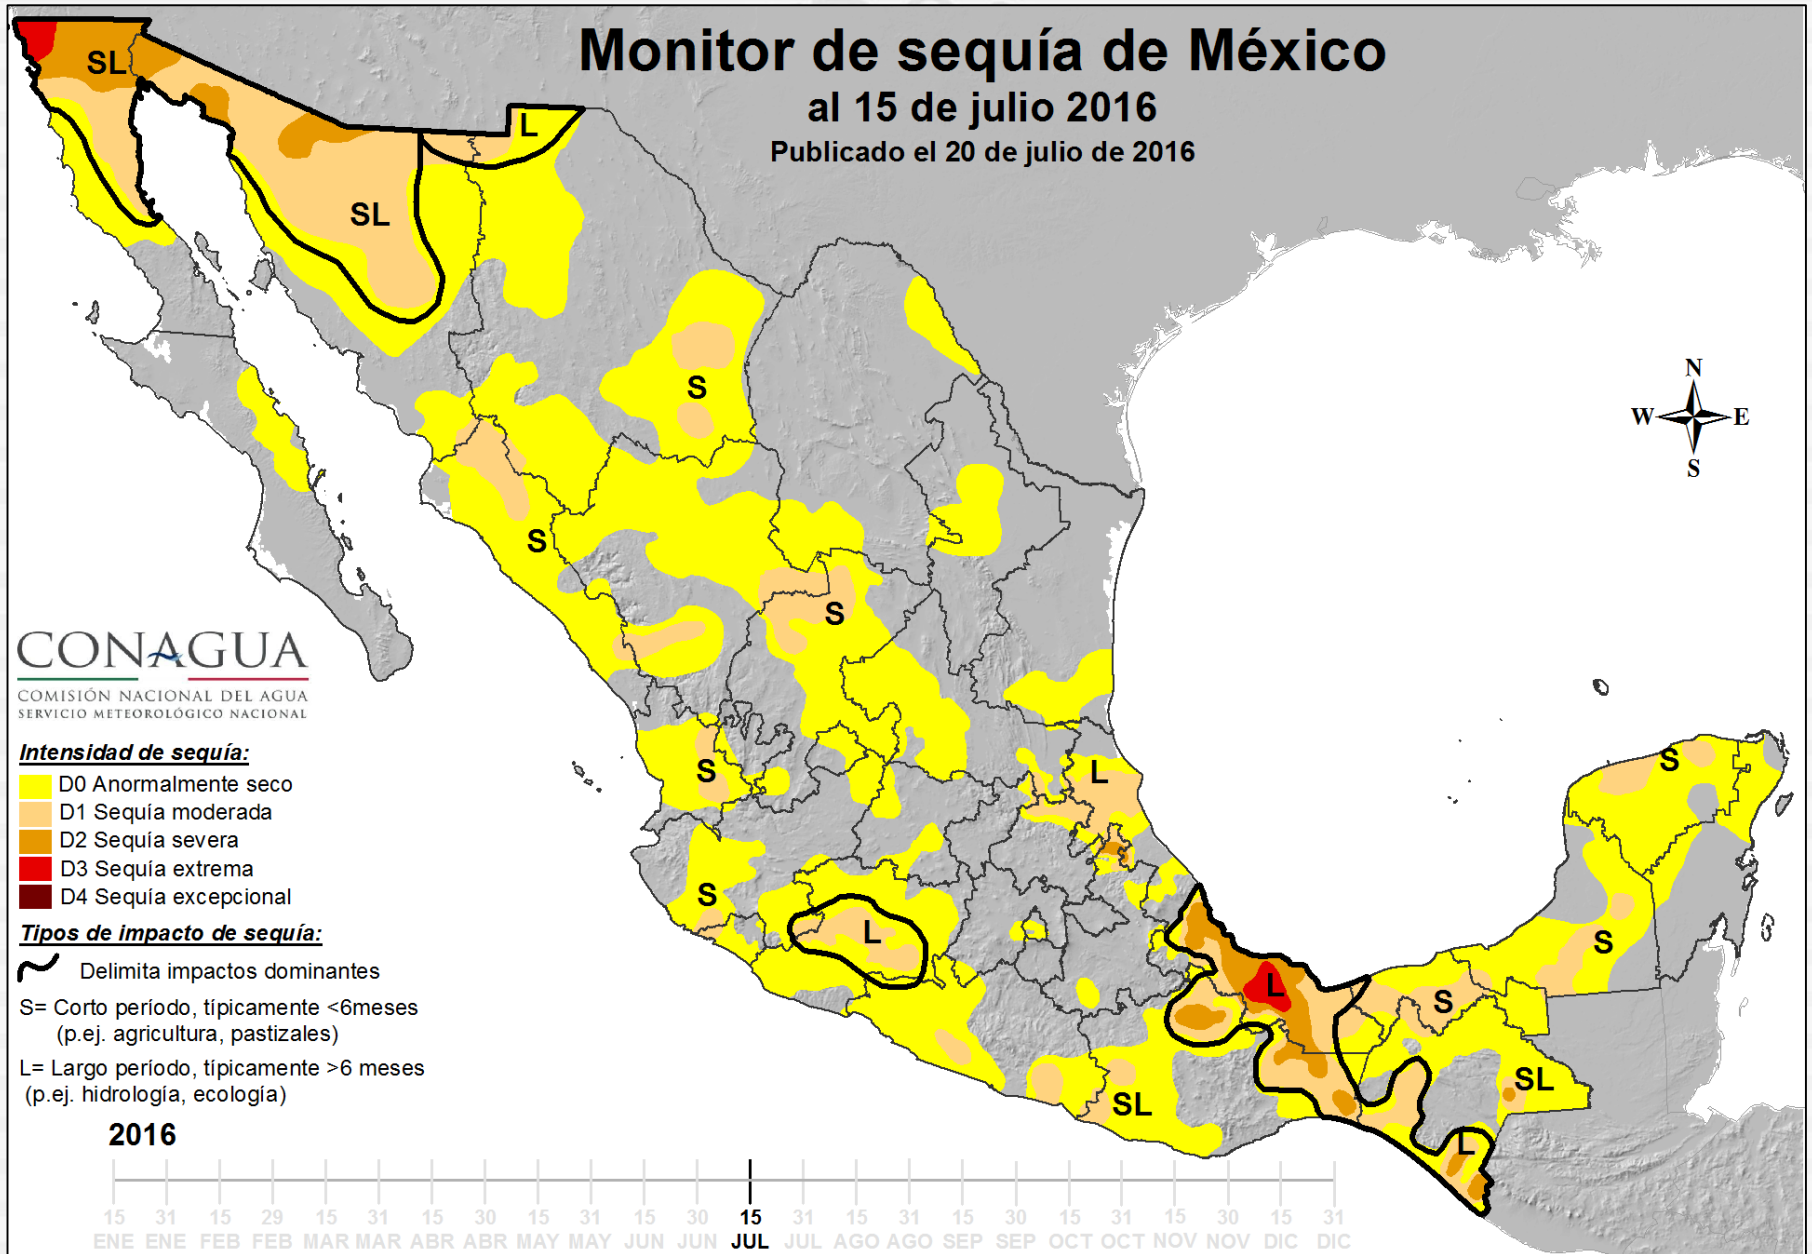 Monitor de sequía de México
al 15 de julio 2016
Publicado el 20 de julio de 2016
SL
L
SL
S
N
W E
S
S
S
CONAGUA
COMISIÓN NACIONAL DEL AGUA
SERVICIO METEOROLÓGICO NACIONAL
Intensidad de sequía:
D0 Anormalmente seco
D1 Sequía moderada
D2 Sequía severa
D3 Sequía extrema
D4 Sequía excepcional
S
L
S
S
L
S
L
S
SL
SL
L
Tipos de impacto de sequía:
Delimita impactos dominantes
S= Corto período, típicamente <6meses
(p.ej. agricultura, pastizales)
L= Largo período, típicamente >6 meses
(p.ej. hidrología, ecología)
2016
15 31 15 29 15 31 15 30 15 31 15 30 15 31 15 31 15 30 15 31 15 30 15 31
ENE ENE FEB FEB MAR MAR ABR ABR MAY MAY JUN JUN JUL JUL AGO AGO SEP SEP OCT OCT NOV NOV DIC DIC